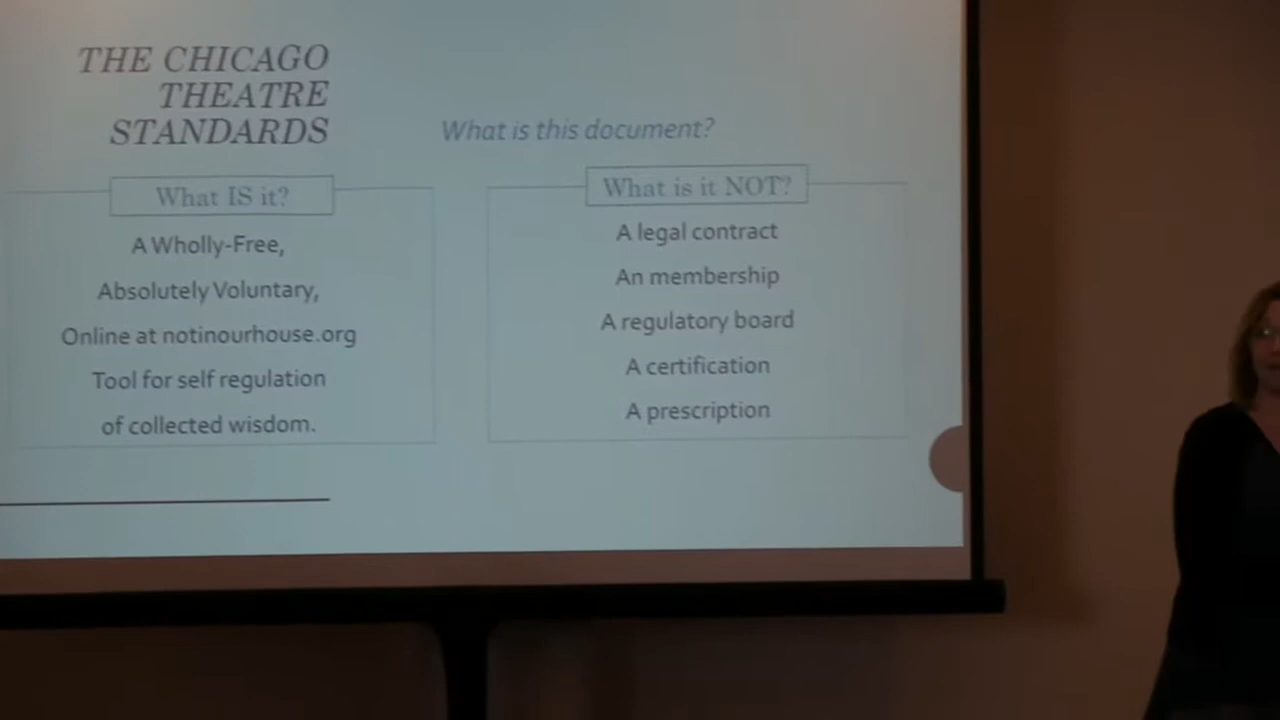 THE CHICAGO
THEATRE
STANDARDS
What is this document?
What IS it?
A Wholly-Free,
Absolutely Voluntary,
Online at notinourhouse.org
Tool for self regulation
of collected wisdom.
What is it NOT?
A legal contract
An membership
A regulatory board
A certification
A prescription